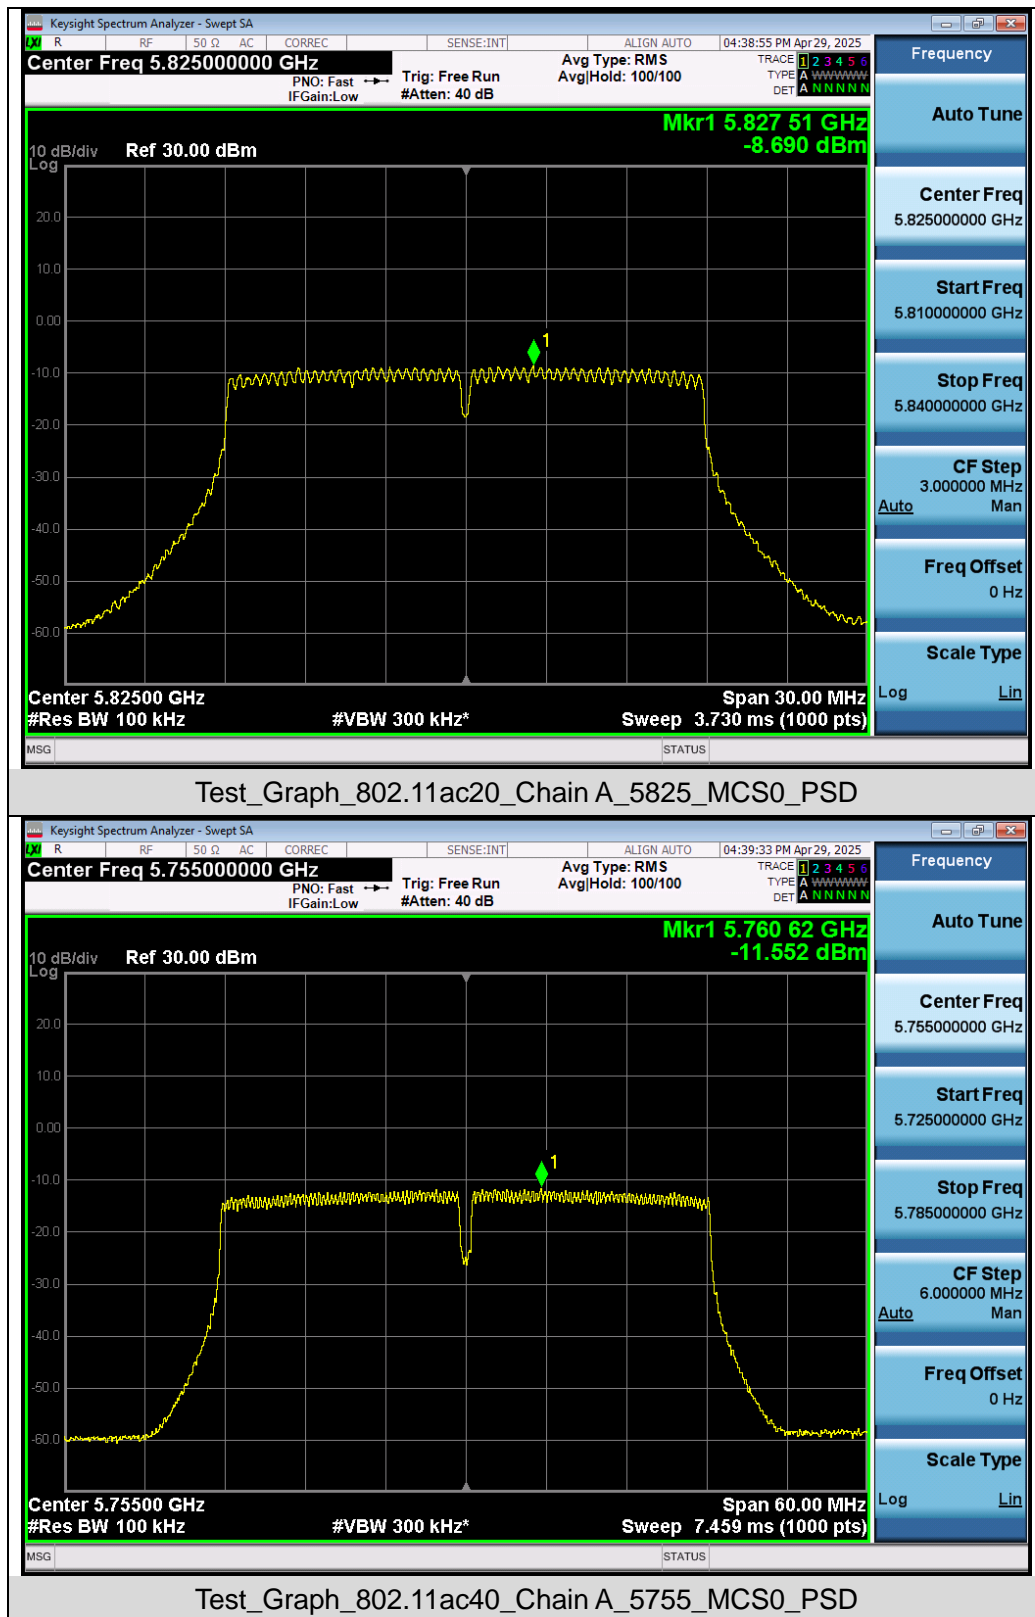 Keysight Spectrum Analyzer - Swept SA
LXI R RF 50 Ω AC CORREC SENSE:INT ALIGN AUTO 04:38:55 PM Apr 29, 2025
Center Freq 5.825000000 GHz
PNO: Fast
IFGain:Low
Trig: Free Run
#Atten: 40 dB
Avg Type: RMS
Avg|Hold: 100/100
TRACE 1 2 3 4 5 6
TYPE A WWWWW
DET A N N N N N
Mkr1 5.827 51 GHz
-8.690 dBm
10 dB/div Ref 30.00 dBm
Log
20.0
10.0
0.00
-10.0
-20.0
-30.0
-40.0
-50.0
-60.0
1
Center 5.82500 GHz Span 30.00 MHz
#Res BW 100 kHz #VBW 300 kHz* Sweep 3.730 ms (1000 pts)
MSG STATUS
Frequency
Auto Tune
Center Freq
5.825000000 GHz
Start Freq
5.810000000 GHz
Stop Freq
5.840000000 GHz
CF Step
3.000000 MHz
Auto Man
Freq Offset
0 Hz
Scale Type
Log Lin
Test_Graph_802.11ac20_Chain A_5825_MCS0_PSD
Keysight Spectrum Analyzer - Swept SA
LXI R RF 50 Ω AC CORREC SENSE:INT ALIGN AUTO 04:39:33 PM Apr 29, 2025
Center Freq 5.755000000 GHz
PNO: Fast
IFGain:Low
Trig: Free Run
#Atten: 40 dB
Avg Type: RMS
Avg|Hold: 100/100
TRACE 1 2 3 4 5 6
TYPE A WWWWW
DET A N N N N N
Mkr1 5.760 62 GHz
-11.552 dBm
10 dB/div Ref 30.00 dBm
Log
20.0
10.0
0.00
-10.0
-20.0
-30.0
-40.0
-50.0
-60.0
1
Center 5.75500 GHz Span 60.00 MHz
#Res BW 100 kHz #VBW 300 kHz* Sweep 7.459 ms (1000 pts)
MSG STATUS
Frequency
Auto Tune
Center Freq
5.755000000 GHz
Start Freq
5.725000000 GHz
Stop Freq
5.785000000 GHz
CF Step
6.000000 MHz
Auto Man
Freq Offset
0 Hz
Scale Type
Log Lin
Test_Graph_802.11ac40_Chain A_5755_MCS0_PSD